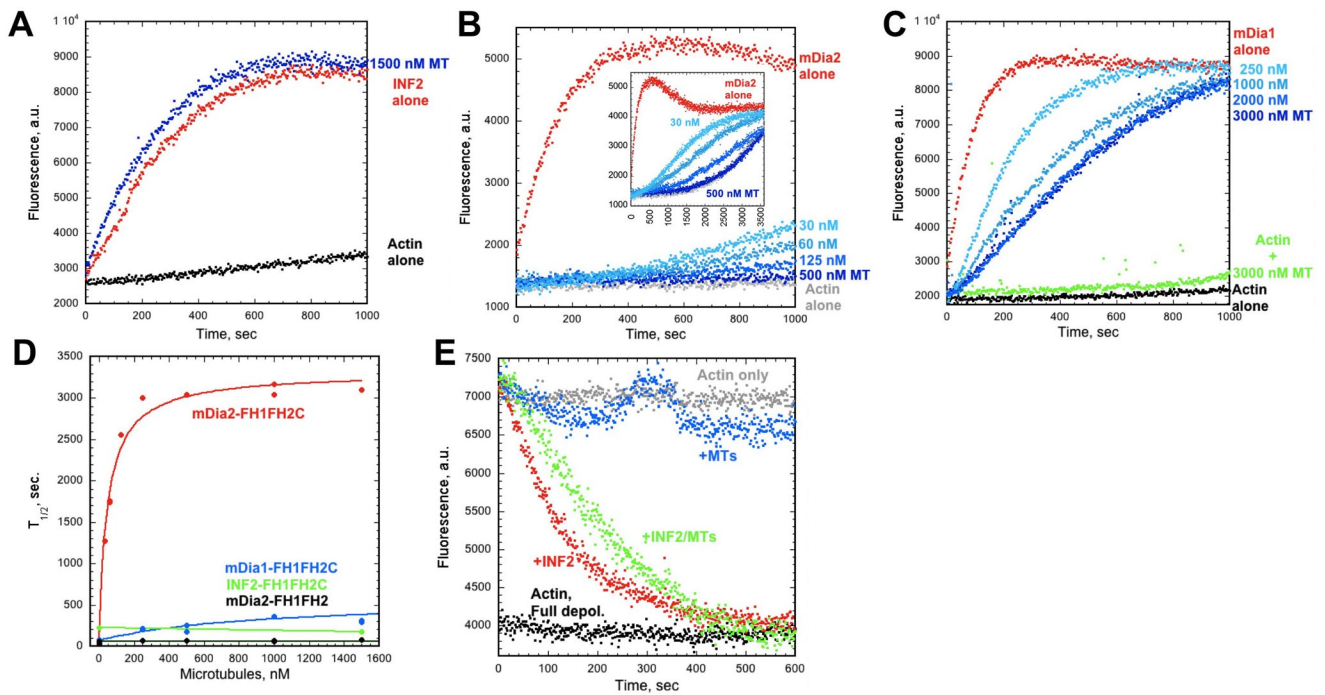 A
1 10⁴
10000
9000
8000
7000
6000
5000
4000
3000
2000
Fluorescence, a.u.
1500 nM MT
INF2
alone
Actin
alone
0 200 400 600 800 1000
Time, sec
B
5000
4000
3000
2000
1000
Fluorescence, a.u.
mDia2
alone
5000
4000
3000
2000
1000
mDia2
alone
30 nM
500 nM MT
0 500 1000 1500 2000 2500 3000 3500
30 nM
60 nM
125 nM
500 nM MT
Actin
alone
0 200 400 600 800 1000
Time, sec
C
1 10⁴
9000
8000
7000
6000
5000
4000
3000
2000
Fluorescence, a.u.
mDia1
alone
250 nM
1000 nM
2000 nM
3000 nM MT
Actin
+
3000 nM MT
Actin
alone
0 200 400 600 800 1000
Time, sec
D
3500
3000
2500
2000
1500
1000
500
0
T1/2, sec.
mDia2-FH1FH2C
mDia1-FH1FH2C
INF2-FH1FH2C
mDia2-FH1FH2
0 200 400 600 800 1000 1200 1400 1600
Microtubules, nM
E
7500
7000
6500
6000
5500
5000
4500
4000
Fluorescence, a.u.
Actin only
+MTs
+INF2/MTs
+INF2
Actin,
Full depol.
0 100 200 300 400 500 600
Time, sec